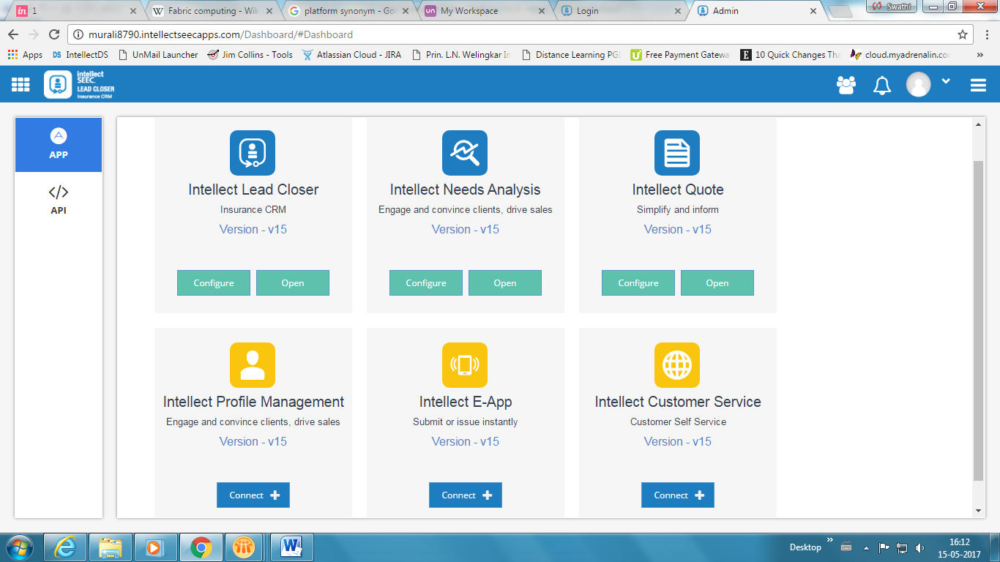 1
Fabric computing - Wik
platform synonym - Goo
My Workspace
Login
Admin
Swathi
murali8790.intellectseecapps.com/Dashboard/#Dashboard
Apps
IntellectDS
UnMail Launcher
Jim Collins - Tools
Atlassian Cloud - JIRA
Prin. L.N. Welingkar In
Distance Learning PGD
Free Payment Gateway
10 Quick Changes Tha
cloud.myadrenalin.co
intellect
SEEC
LEAD CLOSER
Insurance CRM
APP
API
Intellect Lead Closer
Insurance CRM
Version - v15
Configure
Open
Intellect Needs Analysis
Engage and convince clients, drive sales
Version - v15
Configure
Open
Intellect Quote
Simplify and inform
Version - v15
Configure
Open
Intellect Profile Management
Engage and convince clients, drive sales
Version - v15
Connect
Intellect E-App
Submit or issue instantly
Version - v15
Connect
Intellect Customer Service
Customer Self Service
Version - v15
Connect
Desktop
16:12
15-05-2017